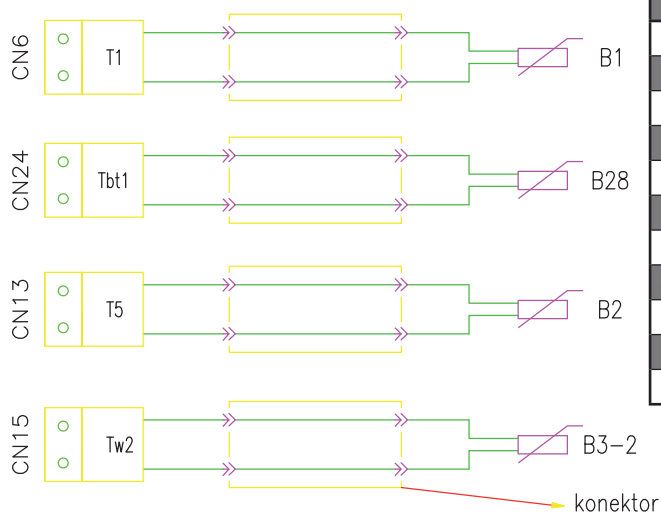 CN6 T1 B1
CN24 Tbt1 B28
CN13 T5 B2
CN15 Tw2 B3-2
konektor